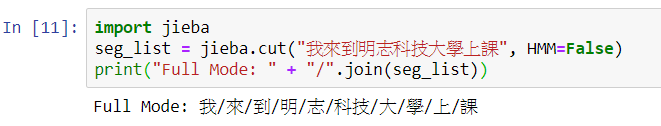 In [11]: import jieba
seg_list = jieba.cut("我來到明志科技大學上課", HMM=False)
print("Full Mode: " + "/".join(seg_list))
Full Mode: 我/來/到/明/志/科技/大/學/上/課